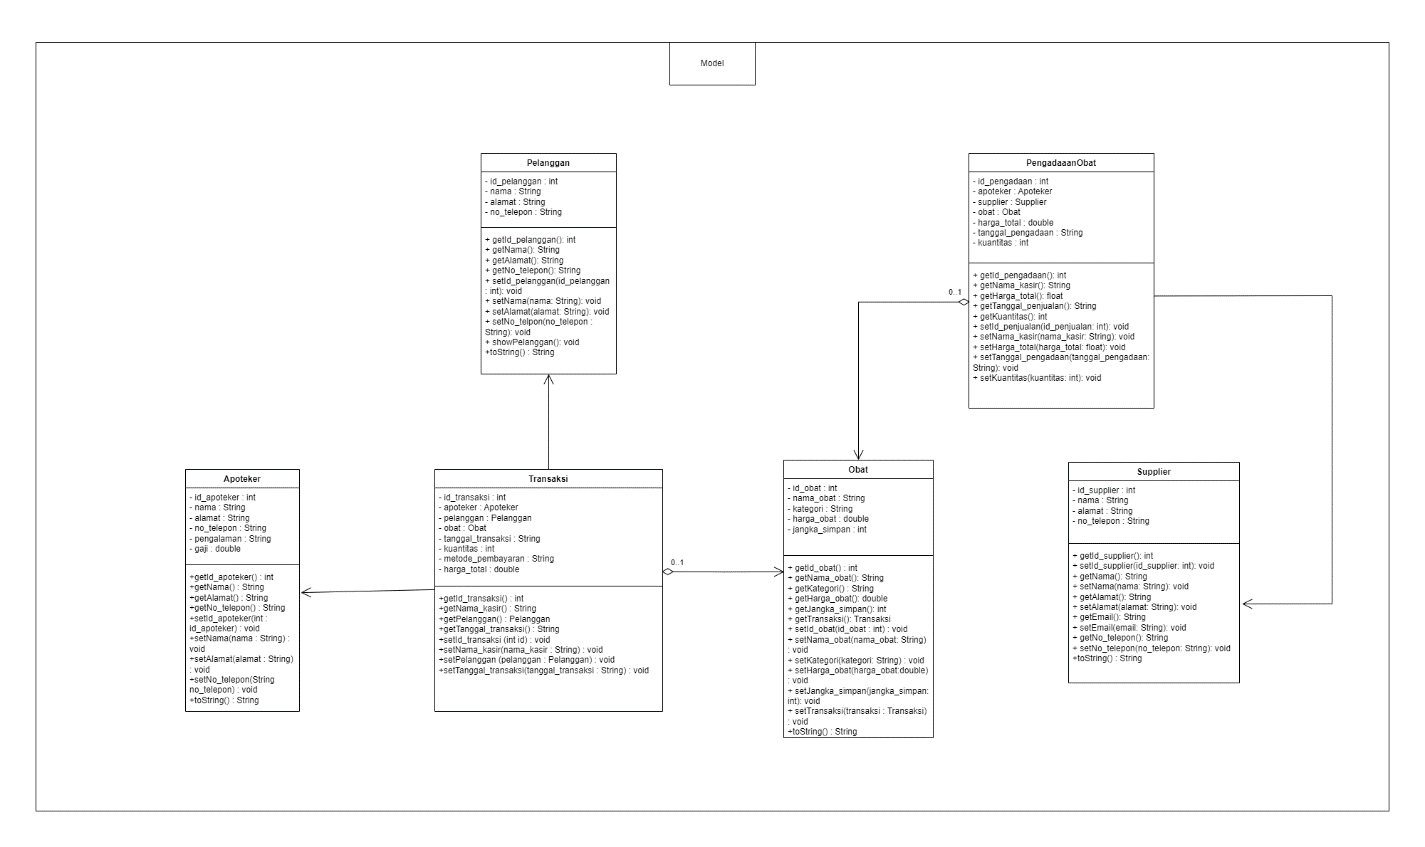 Model
Pelanggan
- id_pelanggan : int
- nama : String
- alamat : String
- no_telepon : String
+ getId_pelanggan(): int
+ getNama(): String
+ getAlamat(): String
+ getNo_telepon(): String
+ setId_pelanggan(id_pelanggan
: int): void
+ setNama(nama: String): void
+ setAlamat(alamat: String): void
+ setNo_telpon(no_telepon :
String): void
+ showPelanggan(): void
+toString() : String
PengadaaanObat
- id_pengadaan : int
- apoteker : Apoteker
- supplier : Supplier
- obat : Obat
- harga_total : double
- tanggal_pengadaan : String
- kuantitas : int
+ getId_pengadaan(): int
+ getNama_kasir(): String
+ getHarga_total(): float
+ getTanggal_penjualan(): String
+ getKuantitas(): int
+ setId_penjualan(id_penjualan: int): void
+ setNama_kasir(nama_kasir: String): void
+ setHarga_total(harga_total: float): void
+ setTanggal_pengadaan(tanggal_pengadaan:
String): void
+ setKuantitas(kuantitas: int): void
0..1
Apoteker
- id_apoteker : int
- nama : String
- alamat : String
- no_telepon : String
- pengalaman : String
- gaji : double
+getId_apoteker() : int
+getNama() : String
+getAlamat() : String
+getNo_telepon() : String
+setId_apoteker(int :
id_apoteker) : void
+setNama(nama : String) :
void
+setAlamat(alamat : String)
: void
+setNo_telepon(String
no_telepon) : void
+toString() : String
Transaksi
- id_transaksi : int
- apoteker : Apoteker
- pelanggan : Pelanggan
- obat : Obat
- tanggal_transaksi : String
- kuantitas : int
- metode_pembayaran : String
- harga_total : double
+getId_transaksi() : int
+getNama_kasir() : String
+getPelanggan() : Pelanggan
+getTanggal_transaksi() : String
+setId_transaksi (int id) : void
+setNama_kasir(nama_kasir : String) : void
+setPelanggan (pelanggan : Pelanggan) : void
+setTanggal_transaksi(tanggal_transaksi : String) : void
0..1
Obat
- id_obat : int
- nama_obat : String
- kategori : String
- harga_obat : double
- jangka_simpan : int
+ getId_obat() : int
+ getNama_obat(): String
+ getKategori() : String
+ getHarga_obat() : double
+ getJangka_simpan(): int
+ getTransaksi(): Transaksi
+ setId_obat(id_obat : int) : void
+ setNama_obat(nama_obat: String)
: void
+ setKategori(kategori: String) : void
+ setHarga_obat(harga_obat:double)
: void
+ setJangka_simpan(jangka_simpan:
int): void
+ setTransaksi(transaksi : Transaksi)
: void
+toString() : String
Supplier
- id_supplier : int
- nama : String
- alamat : String
- no_telepon : String
+ getId_supplier(): int
+ setId_supplier(id_supplier: int): void
+ getNama(): String
+ setNama(nama: String): void
+ getAlamat(): String
+ setAlamat(alamat: String): void
+ getEmail(): String
+ setEmail(email: String): void
+ getNo_telepon(): String
+ setNo_telepon(no_telepon: String): void
+toString() : String